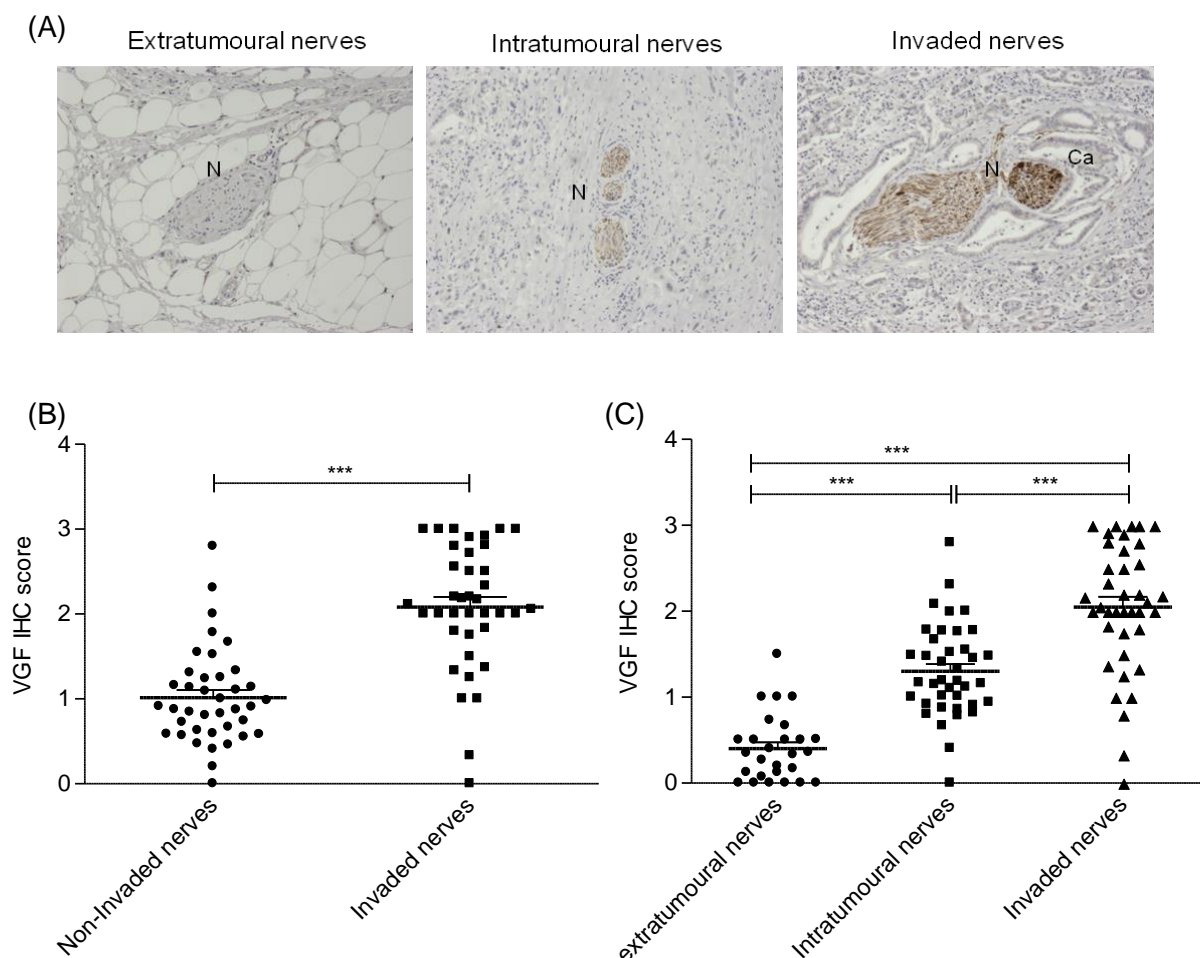 (A)
Extratumoural nerves
Intratumoural nerves
Invaded nerves
N
N
N
Ca
(B)
(C)
4
3
2
1
0
VGF IHC score
***
Non-Invaded nerves
Invaded nerves
4
3
2
1
0
VGF IHC score
***
***
***
extratumoural nerves
Intratumoural nerves
Invaded nerves